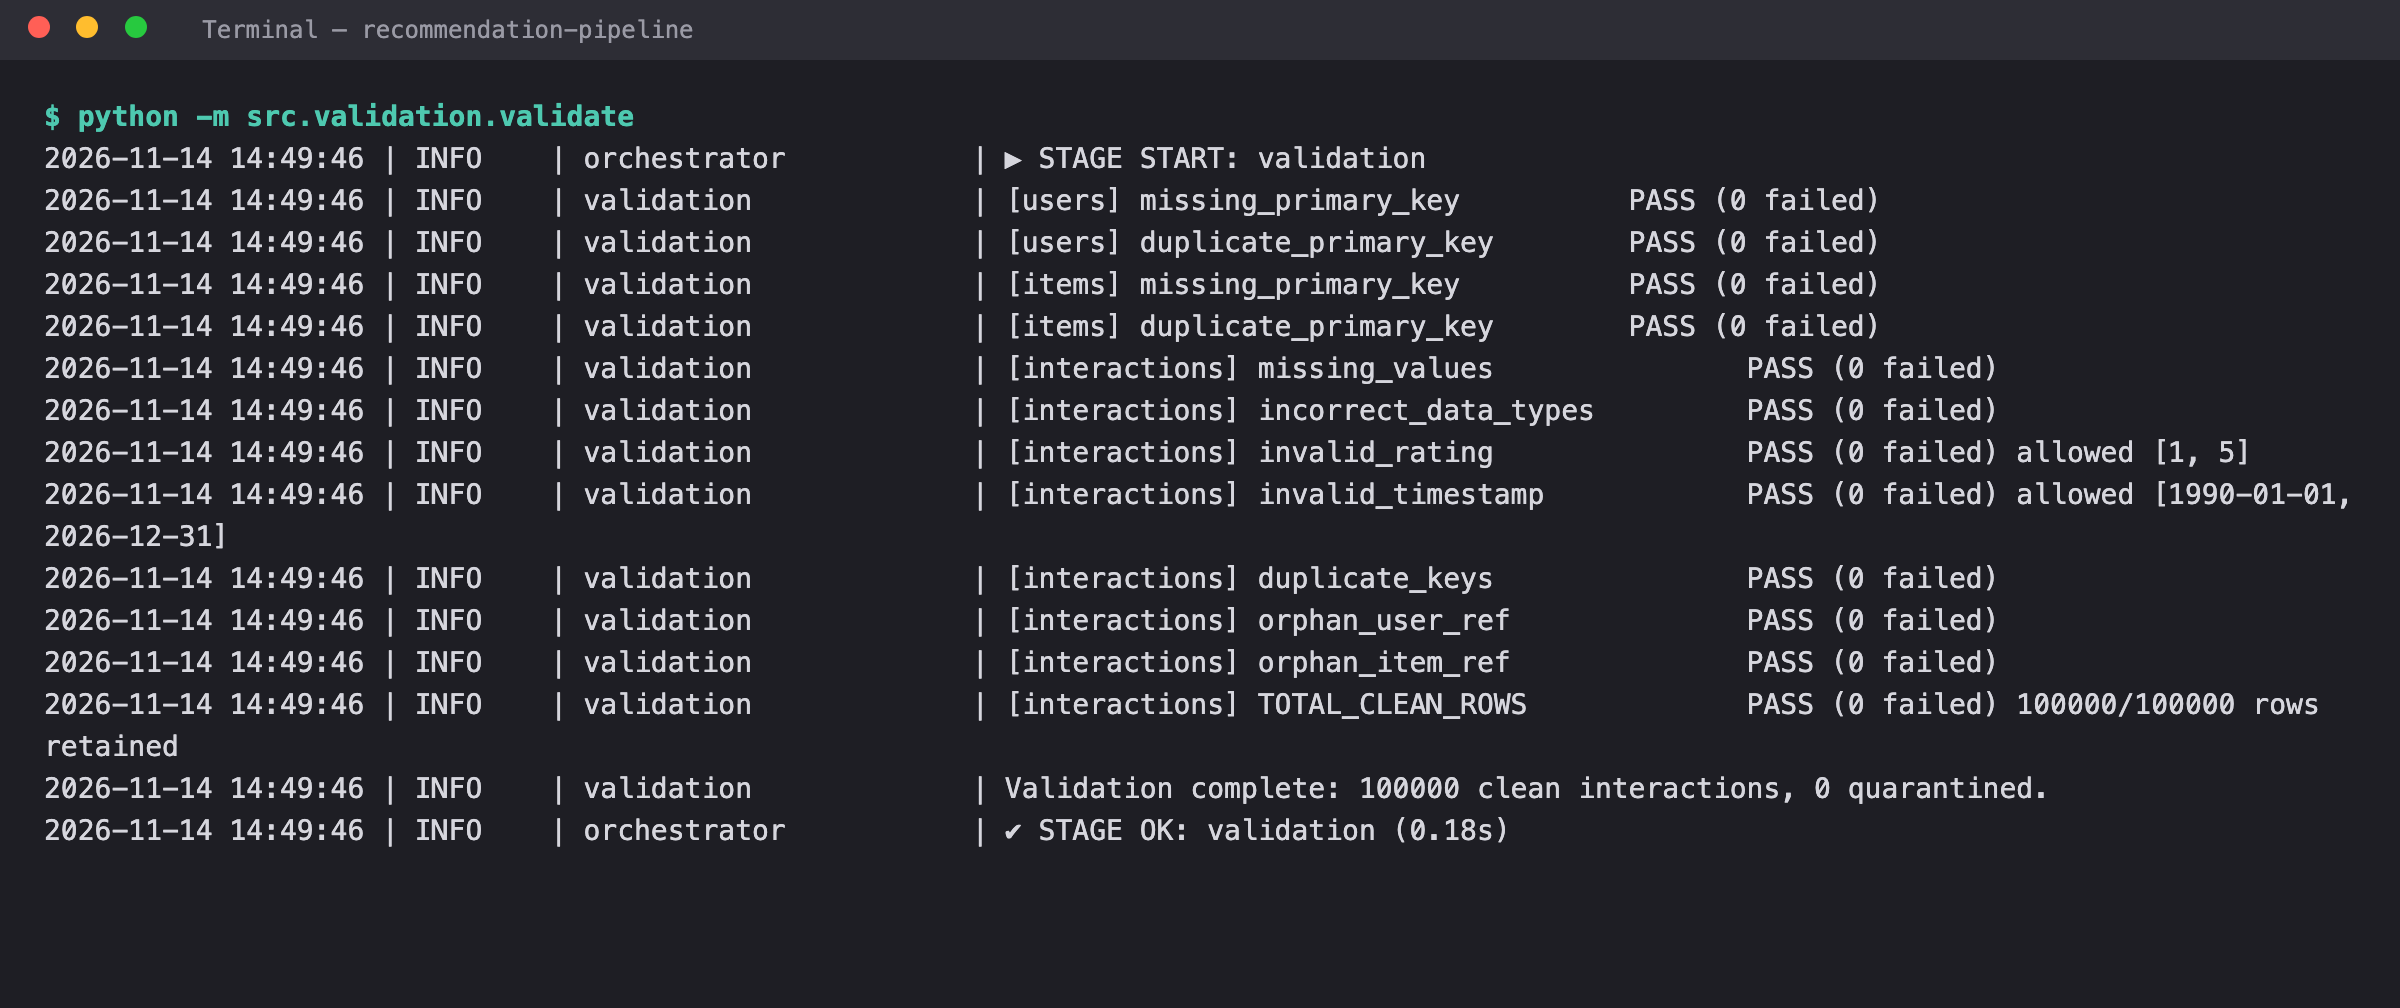 Terminal — recommendation-pipeline
$ python -m src.validation.validate
2026-11-14 14:49:46 | INFO    | orchestrator           | ▶ STAGE START: validation
2026-11-14 14:49:46 | INFO    | validation             | [users] missing_primary_key          PASS (0 failed)
2026-11-14 14:49:46 | INFO    | validation             | [users] duplicate_primary_key        PASS (0 failed)
2026-11-14 14:49:46 | INFO    | validation             | [items] missing_primary_key          PASS (0 failed)
2026-11-14 14:49:46 | INFO    | validation             | [items] duplicate_primary_key        PASS (0 failed)
2026-11-14 14:49:46 | INFO    | validation             | [interactions] missing_values               PASS (0 failed)
2026-11-14 14:49:46 | INFO    | validation             | [interactions] incorrect_data_types         PASS (0 failed)
2026-11-14 14:49:46 | INFO    | validation             | [interactions] invalid_rating               PASS (0 failed) allowed [1, 5]
2026-11-14 14:49:46 | INFO    | validation             | [interactions] invalid_timestamp            PASS (0 failed) allowed [1990-01-01,
2026-12-31]
2026-11-14 14:49:46 | INFO    | validation             | [interactions] duplicate_keys               PASS (0 failed)
2026-11-14 14:49:46 | INFO    | validation             | [interactions] orphan_user_ref              PASS (0 failed)
2026-11-14 14:49:46 | INFO    | validation             | [interactions] orphan_item_ref              PASS (0 failed)
2026-11-14 14:49:46 | INFO    | validation             | [interactions] TOTAL_CLEAN_ROWS             PASS (0 failed) 100000/100000 rows
retained
2026-11-14 14:49:46 | INFO    | validation             | Validation complete: 100000 clean interactions, 0 quarantined.
2026-11-14 14:49:46 | INFO    | orchestrator           | ✔ STAGE OK: validation (0.18s)